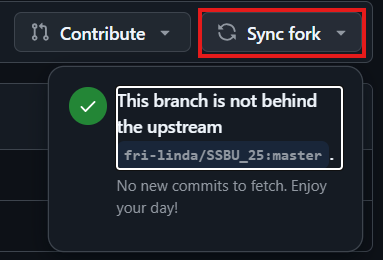 Contribute
Sync fork
This branch is not behind
the upstream
fri-linda/SSBU_25:master.
No new commits to fetch. Enjoy
your day!